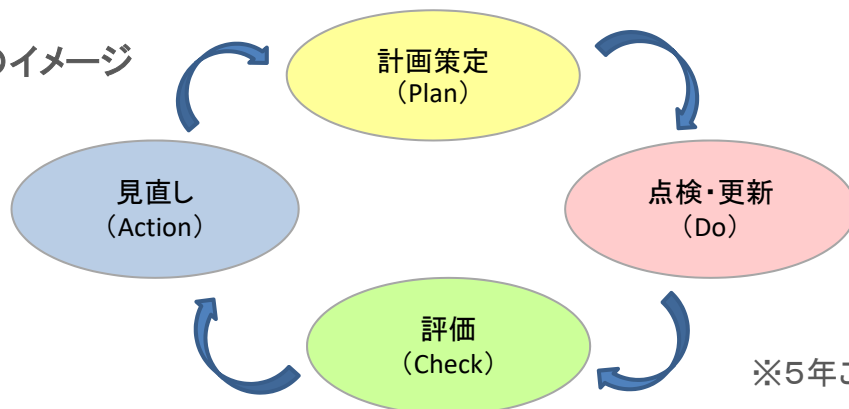 のイメージ
計画策定
（Plan）
見直し
（Action）
点検・更新
（Do）
評価
（Check）
※５年ご